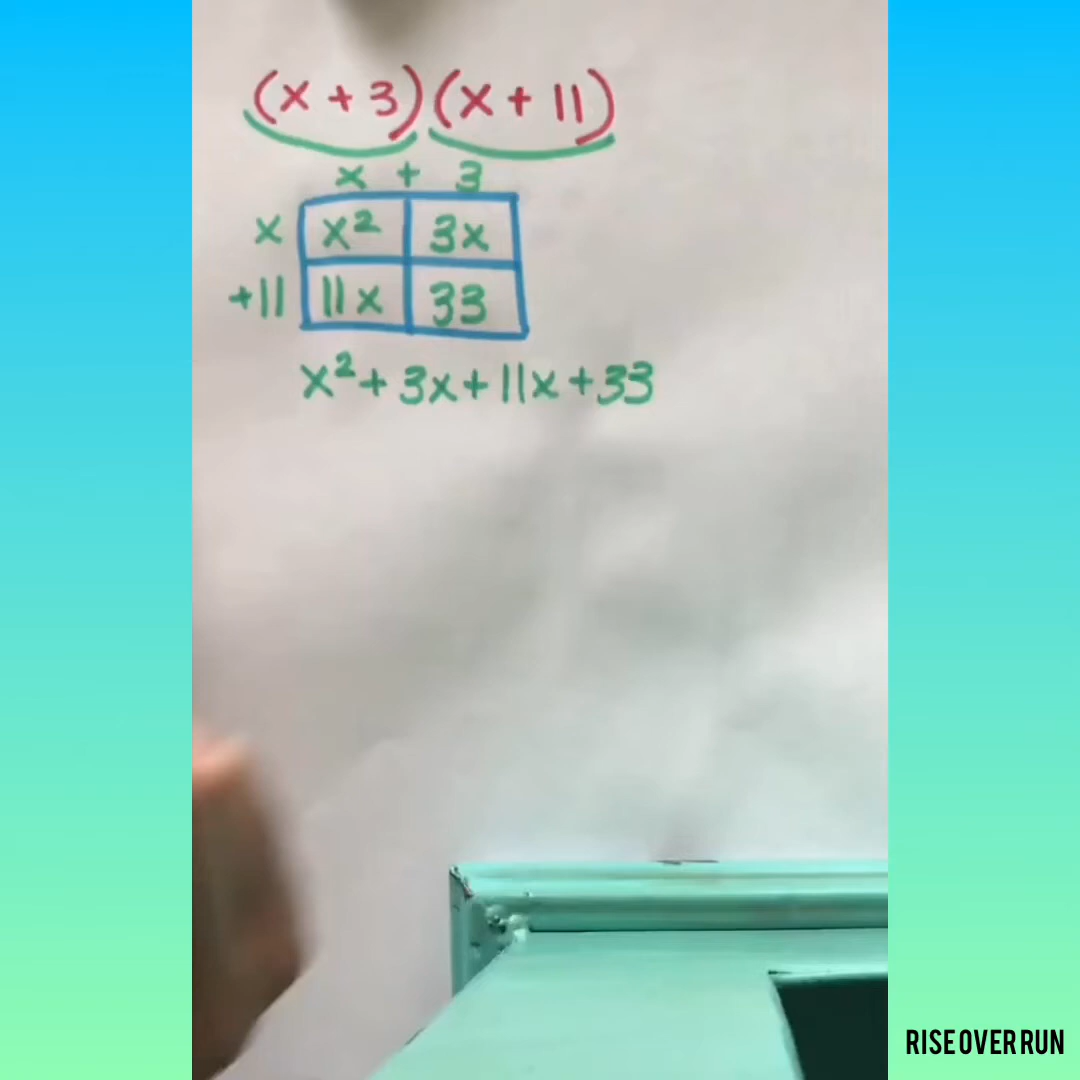 (x + 3)(x + 11)
x + 3
x x² 3x
+11 11x 33
x² + 3x + 11x + 33
RISE OVER RUN